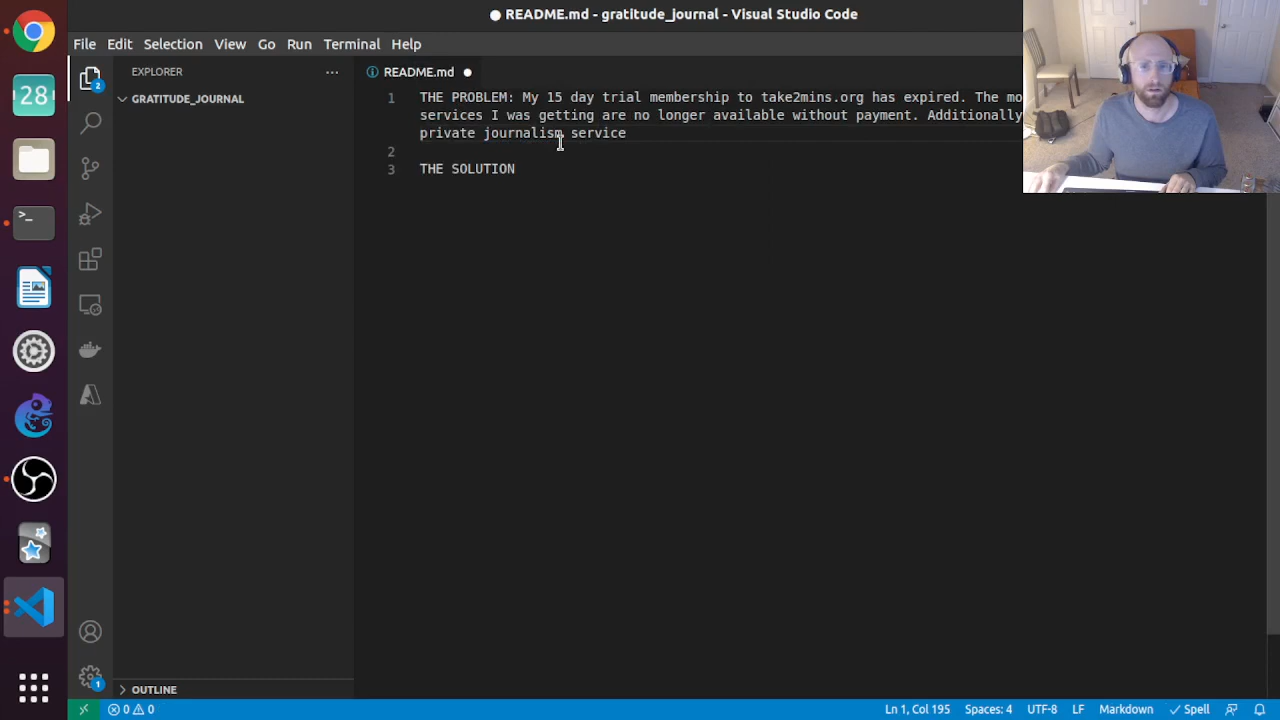 ● README.md - gratitude_journal - Visual Studio Code
File Edit Selection View Go Run Terminal Help
EXPLORER ··· README.md ●
GRATITUDE_JOURNAL
1 THE PROBLEM: My 15 day trial membership to take2mins.org has expired. The mo
services I was getting are no longer available without payment. Additionally
private journalism service
2
3 THE SOLUTION
28
2
1
OUTLINE
0 0 Ln 1, Col 195 Spaces: 4 UTF-8 LF Markdown Spell